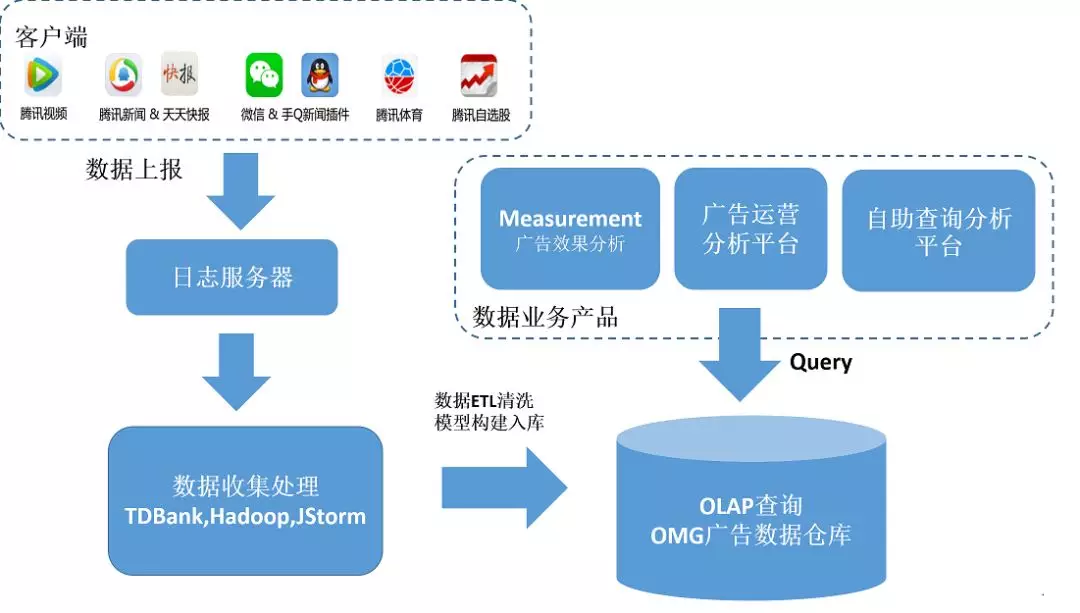 客户端
快报
腾讯视频
腾讯新闻 & 天天快报
微信 & 手Q新闻插件
腾讯体育
腾讯自选股
数据上报
日志服务器
数据收集处理
TDBank,Hadoop,JStorm
数据ETL清洗
模型构建入库
Measurement
广告效果分析
广告运营
分析平台
自助查询分析
平台
数据业务产品
Query
OLAP查询
OMG广告数据仓库